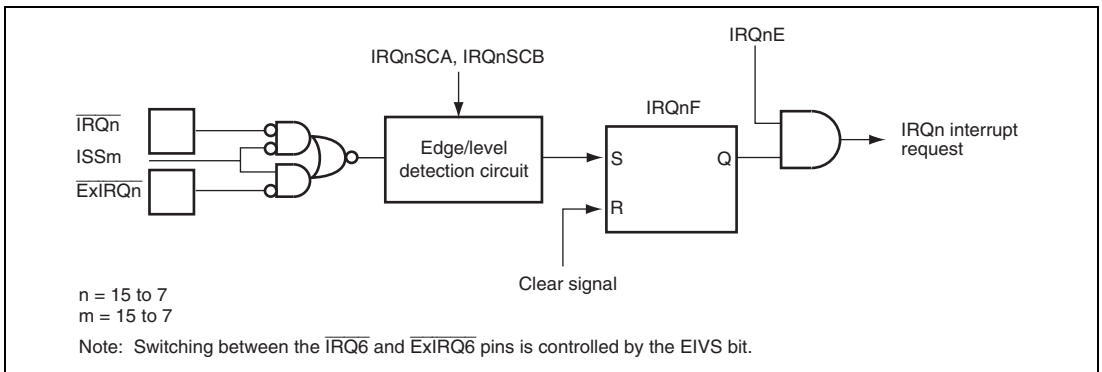 IRQnE
IRQnSCA, IRQnSCB
IRQnF
IRQn
ISSm
ExIRQn
Edge/level
detection circuit
S
Q
R
IRQn interrupt
request
Clear signal
n = 15 to 7
m = 15 to 7
Note: Switching between the IRQ6 and ExIRQ6 pins is controlled by the EIVS bit.